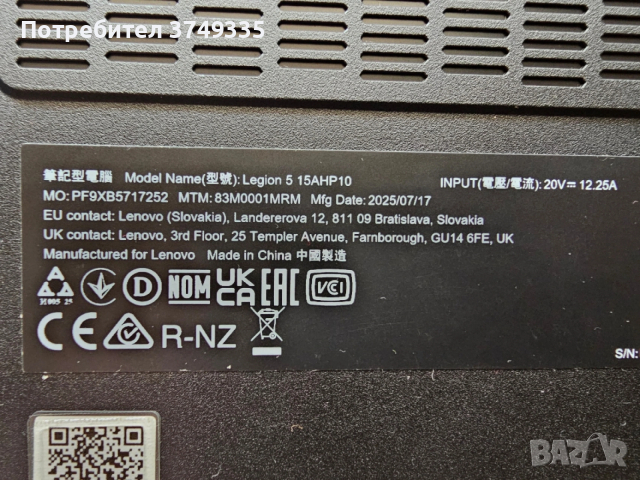 Потребител 3749335
筆記型電腦 Model Name(型號): Legion 5 15AHP10 INPUT(電壓/電流): 20V⎓ 12.25A
MO: PF9XB5717252 MTM: 83M0001MRM Mfg Date: 2025/07/17
EU contact: Lenovo (Slovakia), Landererova 12, 811 09 Bratislava, Slovakia
UK contact: Lenovo, 3rd Floor, 25 Templer Avenue, Farnborough, GU14 6FE, UK
Manufactured for Lenovo Made in China 中國製造
D NOM UK CA EAC VCI
CE R-NZ
S/N:
BAZAR